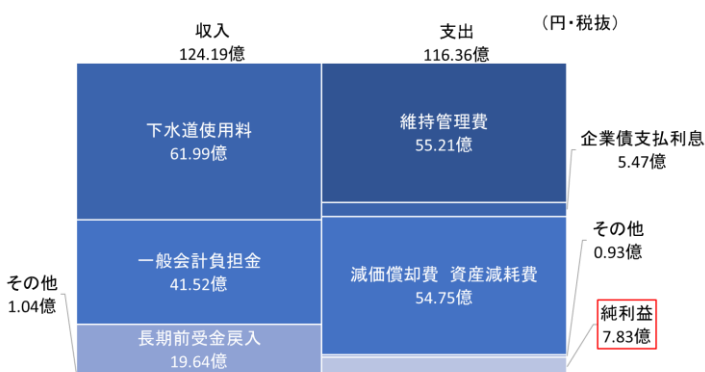 収入
124.19億
支出
116.36億
(円・税抜)
下水道使用料
61.99億
維持管理費
55.21億
企業債支払利息
5.47億
一般会計負担金
41.52億
減価償却費 資産減耗費
54.75億
その他
0.93億
その他
1.04億
長期前受金戻入
19.64億
純利益
7.83億